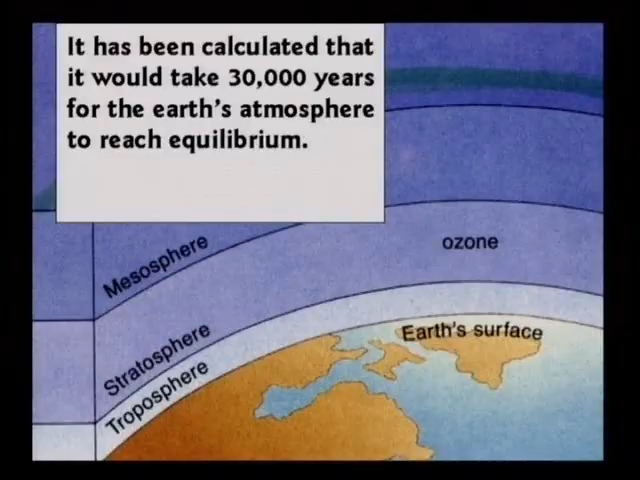 It has been calculated that
it would take 30,000 years
for the earth's atmosphere
to reach equilibrium.
Mesosphere
ozone
Stratosphere
Earth's surface
Troposphere